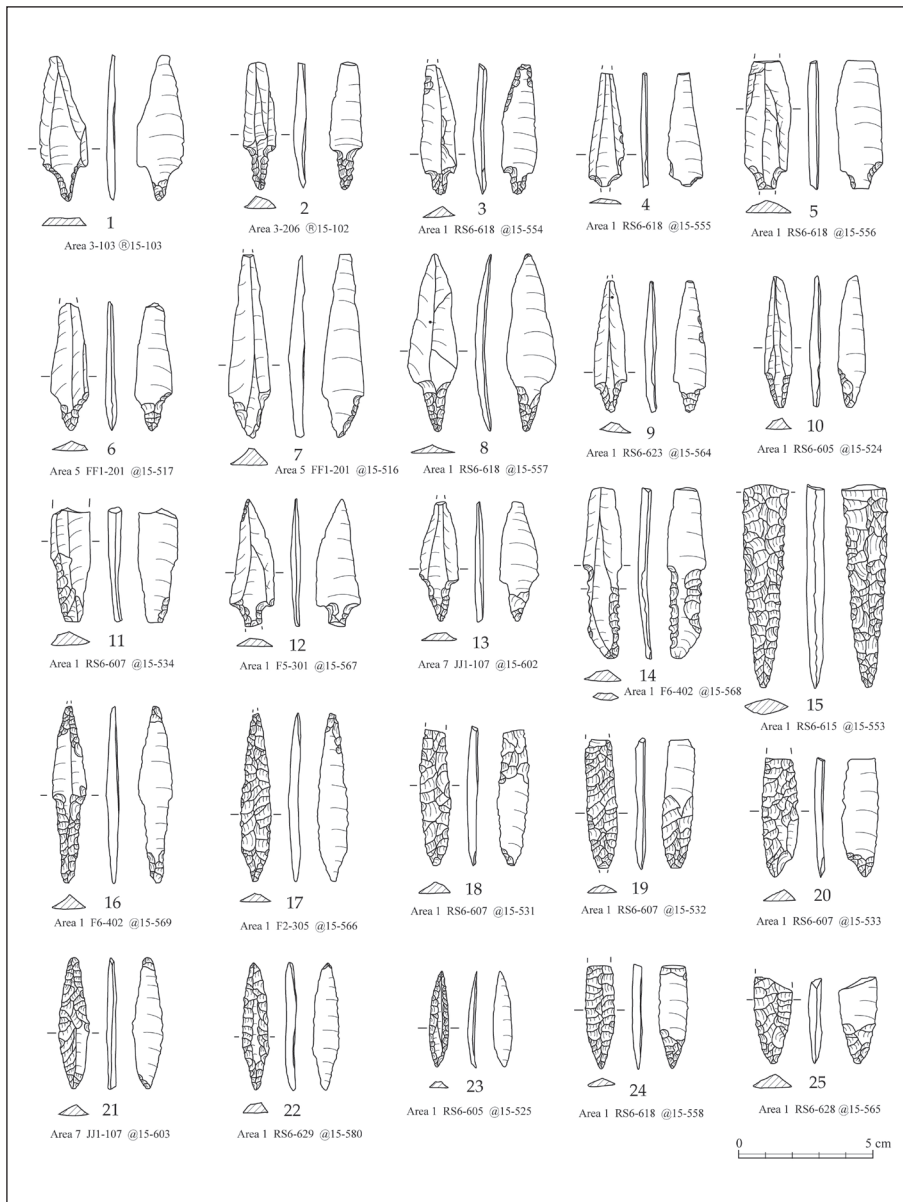 1
Area 3-103 Ⓡ15-103
2
Area 3-206 Ⓡ15-102
3
Area 1 RS6-618 @15-554
4
Area 1 RS6-618 @15-555
5
Area 1 RS6-618 @15-556
6
Area 5 FF1-201 @15-517
7
Area 5 FF1-201 @15-516
8
Area 1 RS6-618 @15-557
9
Area 1 RS6-623 @15-564
10
Area 1 RS6-605 @15-524
11
Area 1 RS6-607 @15-534
12
Area 1 F5-301 @15-567
13
Area 7 JJ1-107 @15-602
14
Area 1 F6-402 @15-568
15
Area 1 RS6-615 @15-553
16
Area 1 F6-402 @15-569
17
Area 1 F2-305 @15-566
18
Area 1 RS6-607 @15-531
19
Area 1 RS6-607 @15-532
20
Area 1 RS6-607 @15-533
21
Area 7 JJ1-107 @15-603
22
Area 1 RS6-629 @15-580
23
Area 1 RS6-605 @15-525
24
Area 1 RS6-618 @15-558
25
Area 1 RS6-628 @15-565
0 5 cm